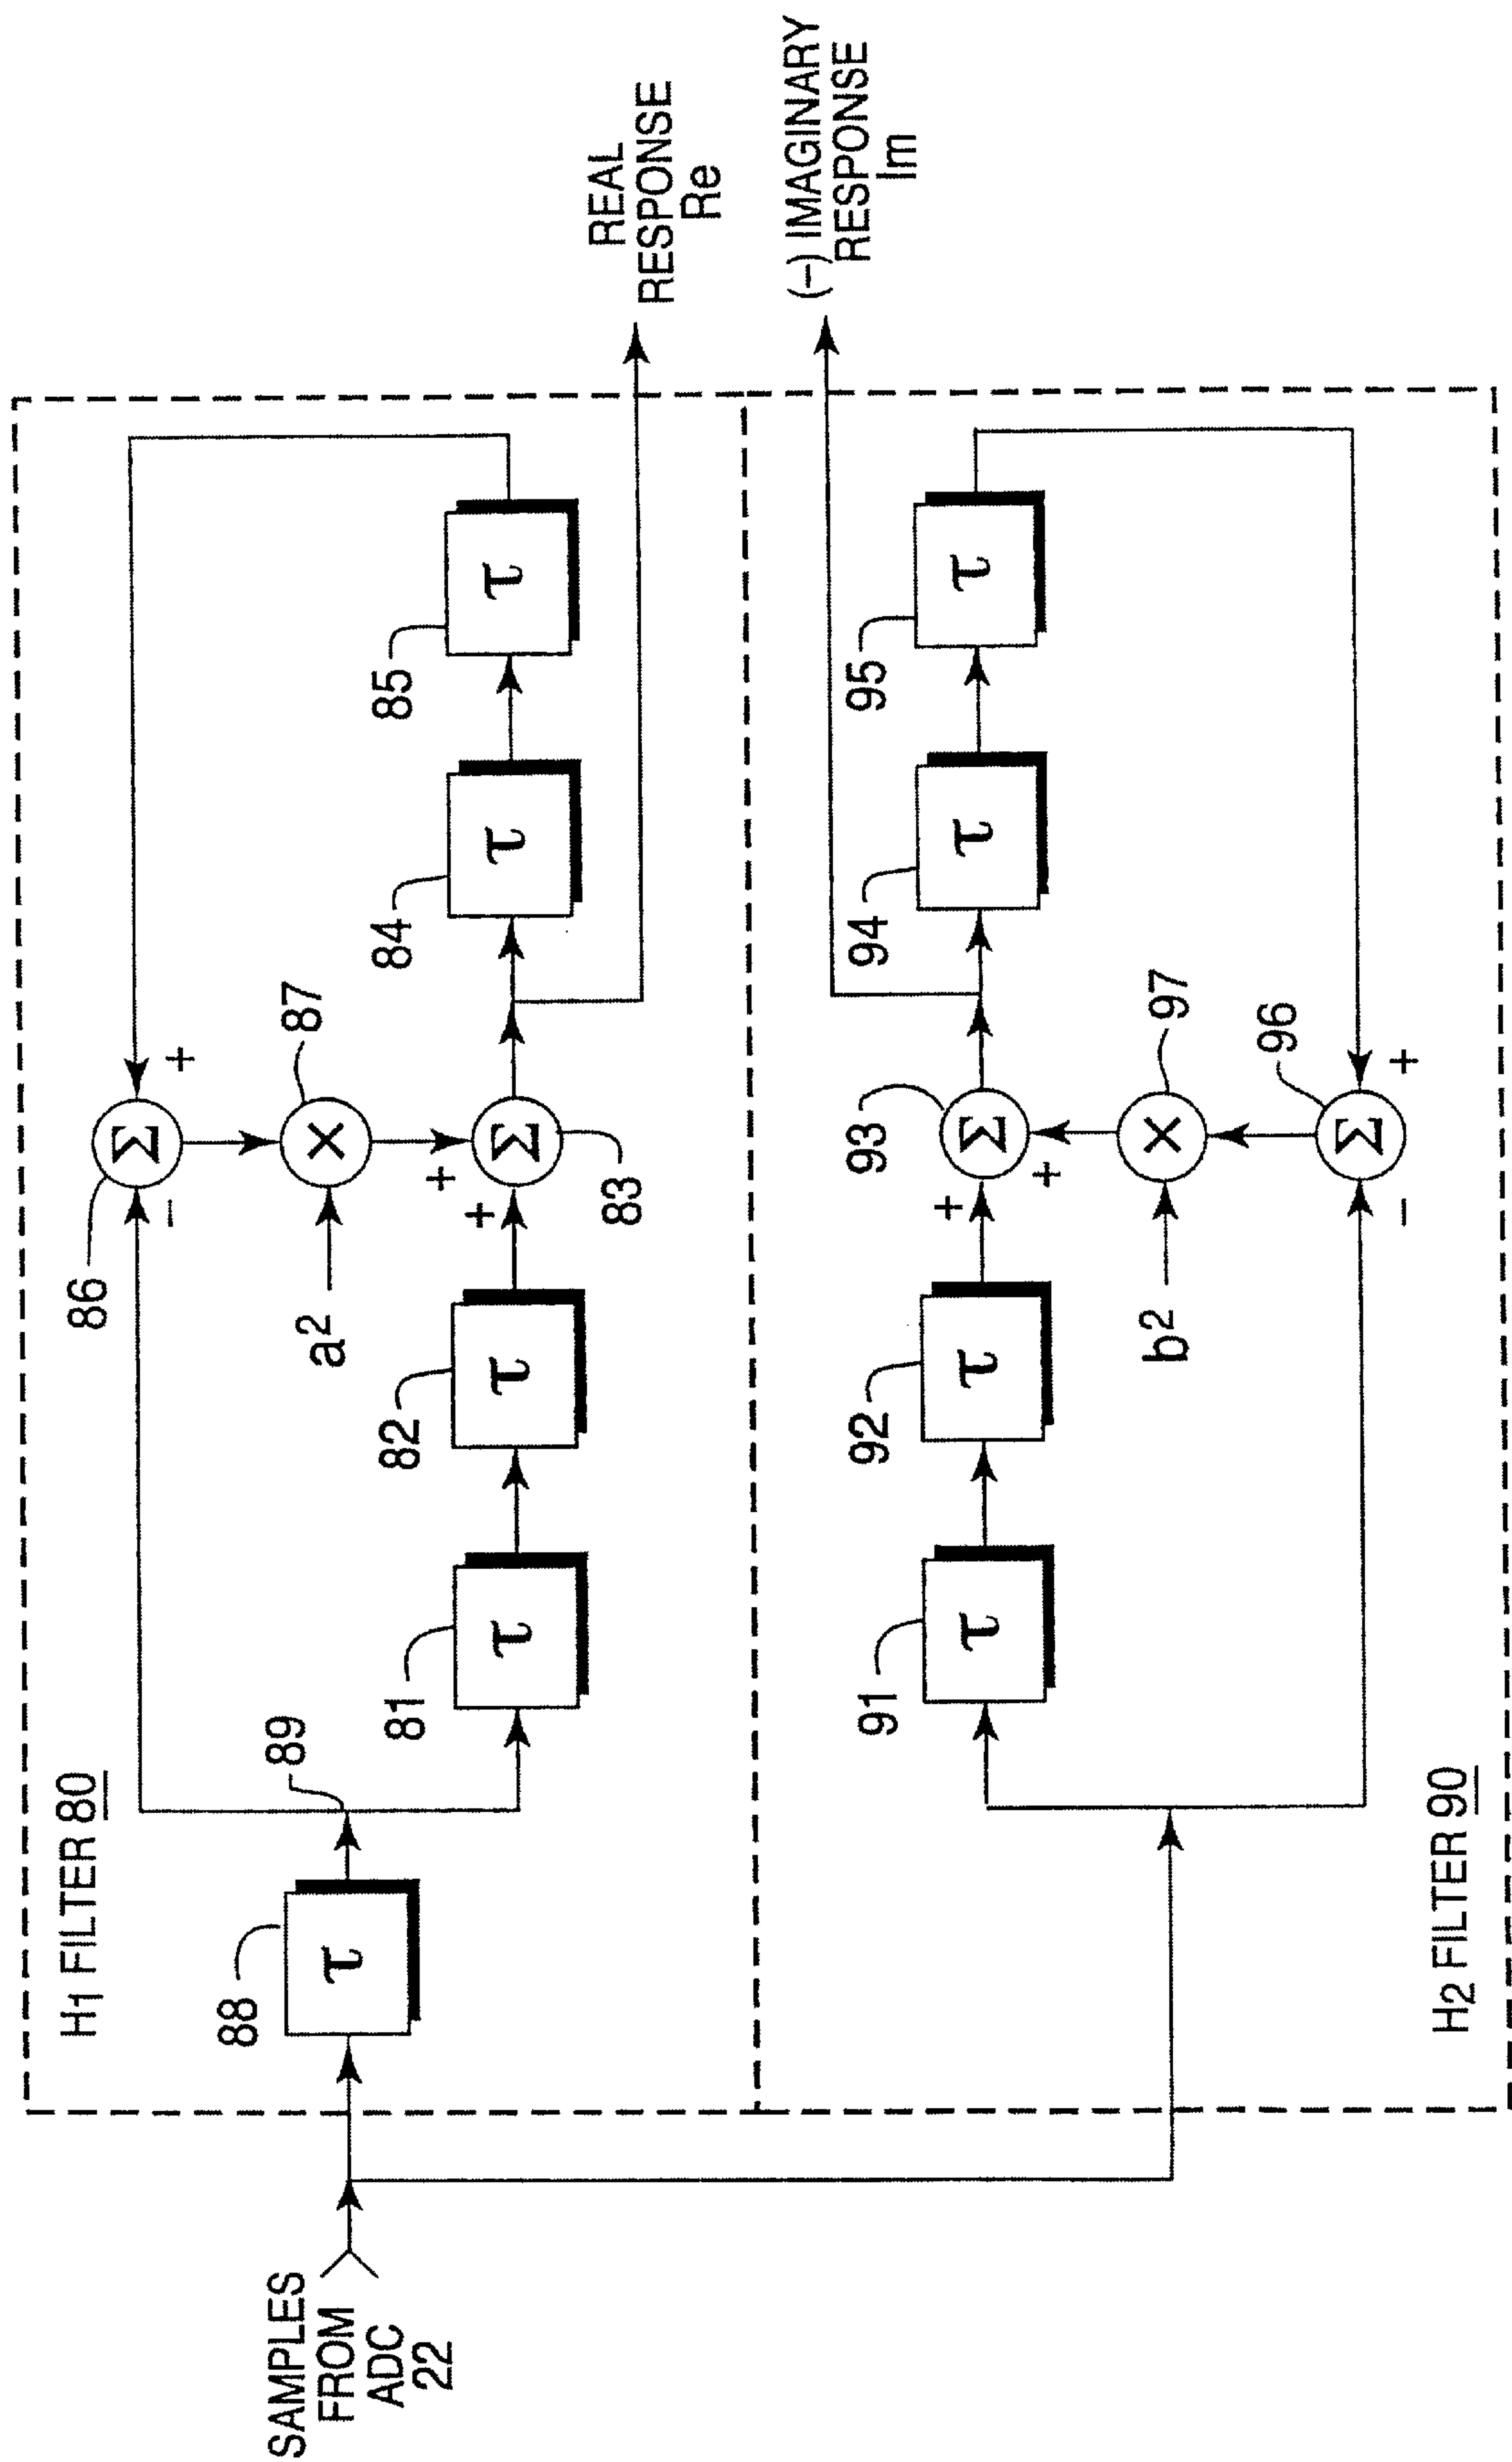 SAMPLES
FROM
ADC
22
H1 FILTER 80
88
τ
89
81
τ
82
τ
86
Σ
−
+
a²
87
×
+
+
Σ
83
84
τ
85
τ
REAL
RESPONSE
Re
(−) IMAGINARY
RESPONSE
Im
H2 FILTER 90
91
τ
92
τ
93
Σ
+
+
b²
97
×
96
Σ
−
+
94
τ
95
τ